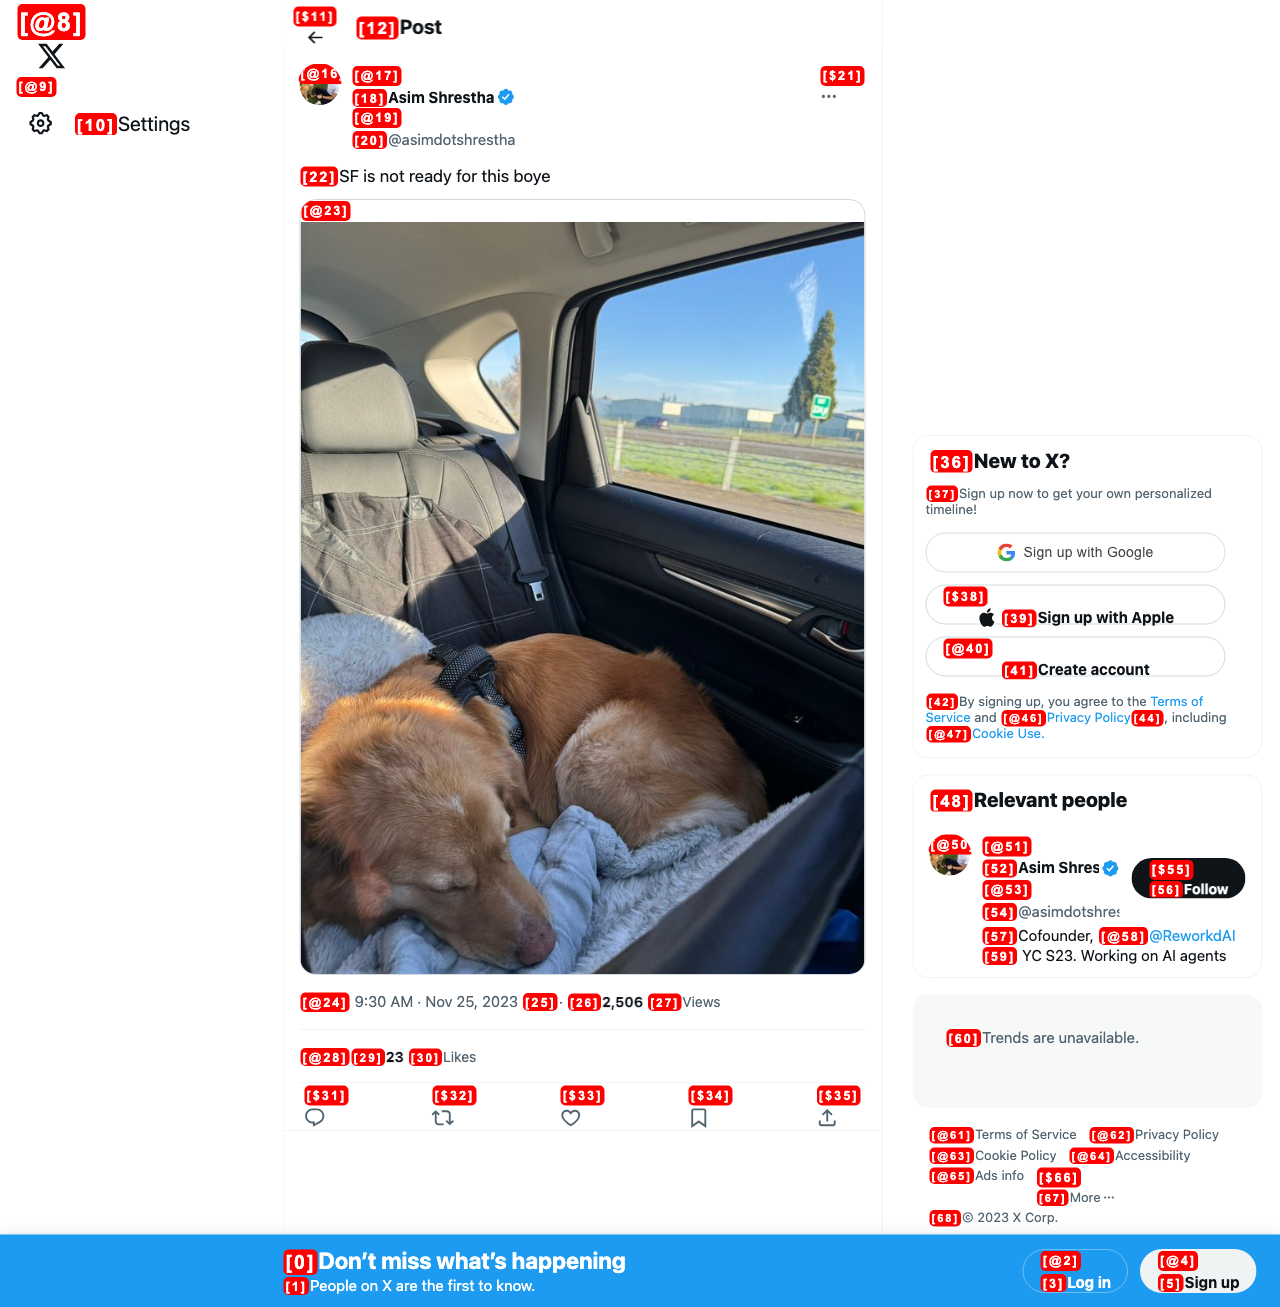 [@8]
X
[@9]
[10]Settings
[$11]
[12]Post
[@16
[@17]
[18]Asim Shrestha
[@19]
[20]@asimdotshrestha
[$21]
[22]SF is not ready for this boye
[@23]
[@24] 9:30 AM · Nov 25, 2023 [25]· [26]2,506 [27]Views
[@28][29]23 [30]Likes
[$31] [$32] [$33] [$34] [$35]
[36]New to X?
[37]Sign up now to get your own personalized
timeline!
Sign up with Google
[$38]
[39]Sign up with Apple
[@40]
[41]Create account
[42]By signing up, you agree to the Terms of
Service and [@46]Privacy Policy[44], including
[@47]Cookie Use.
[48]Relevant people
[@50
[@51]
[52]Asim Shres
[@53]
[54]@asimdotshres
[$55]
[56]Follow
[57]Cofounder, [@58]@ReworkdAI
[59] YC S23. Working on AI agents
[60]Trends are unavailable.
[@61]Terms of Service [@62]Privacy Policy
[@63]Cookie Policy [@64]Accessibility
[@65]Ads info [$66]
[67]More ···
[68]© 2023 X Corp.
[0]Don’t miss what’s happening
[1]People on X are the first to know.
[@2]
[3]Log in
[@4]
[5]Sign up